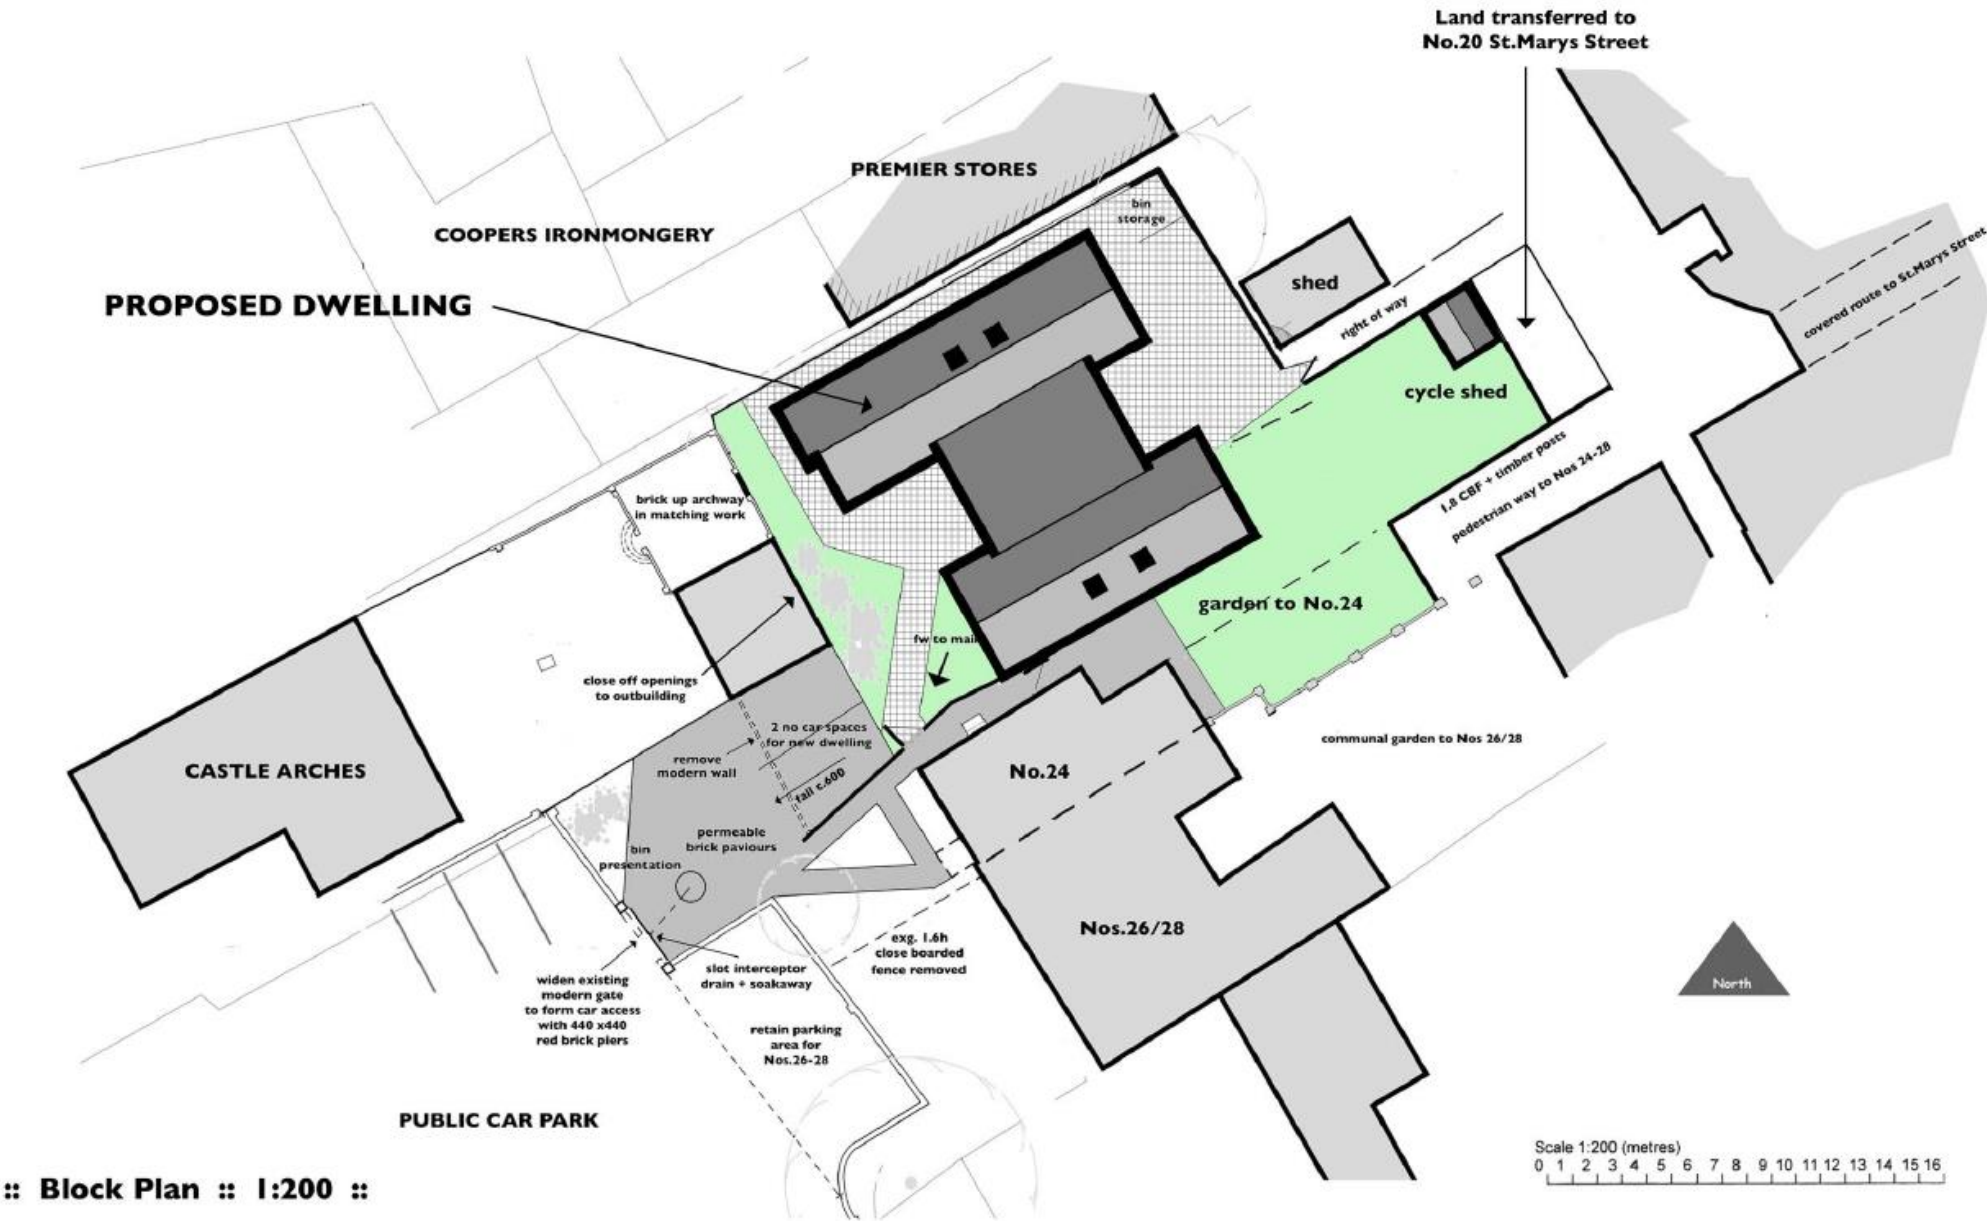 Land transferred to
No.20 St.Marys Street
PREMIER STORES
bin
storage
COOPERS IRONMONGERY
PROPOSED DWELLING
shed
right of way
covered route to St.Marys Street
cycle shed
1.8 CBF + timber posts
pedestrian way to Nos 24-28
brick up archway
in matching work
garden to No.24
fw to main
close off openings
to outbuilding
2 no car spaces
for new dwelling
remove
modern wall
fall c.600
communal garden to Nos 26/28
CASTLE ARCHES
No.24
permeable
brick paviours
bin
presentation
Nos.26/28
exg. 1.6h
close boarded
fence removed
slot interceptor
drain + soakaway
widen existing
modern gate
to form car access
with 440 x440
red brick piers
North
retain parking
area for
Nos.26-28
PUBLIC CAR PARK
Scale 1:200 (metres)
0 1 2 3 4 5 6 7 8 9 10 11 12 13 14 15 16
:: Block Plan :: 1:200 ::